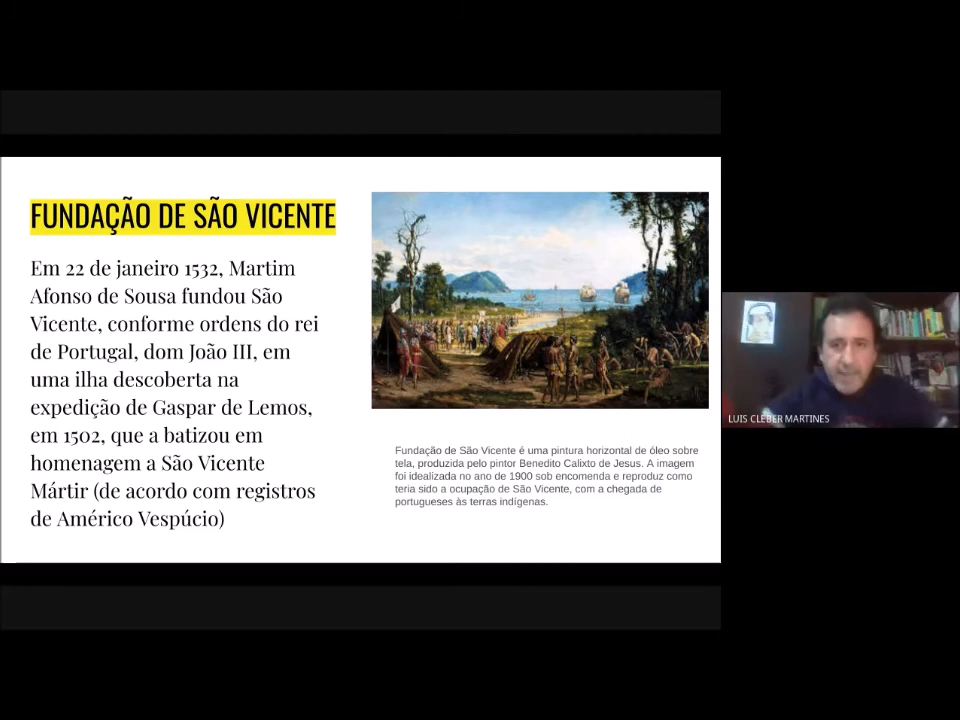 FUNDAÇÃO DE SÃO VICENTE
Em 22 de janeiro 1532, Martim
Afonso de Sousa fundou São
Vicente, conforme ordens do rei
de Portugal, dom João III, em
uma ilha descoberta na
expedição de Gaspar de Lemos,
em 1502, que a batizou em
homenagem a São Vicente
Mártir (de acordo com registros
de Américo Vespúcio)
Fundação de São Vicente é uma pintura horizontal de óleo sobre
tela, produzida pelo pintor Benedito Calixto de Jesus. A imagem
foi idealizada no ano de 1900 sob encomenda e reproduz como
teria sido a ocupação de São Vicente, com a chegada de
portugueses às terras indígenas.
LUIS CLEBER MARTINES